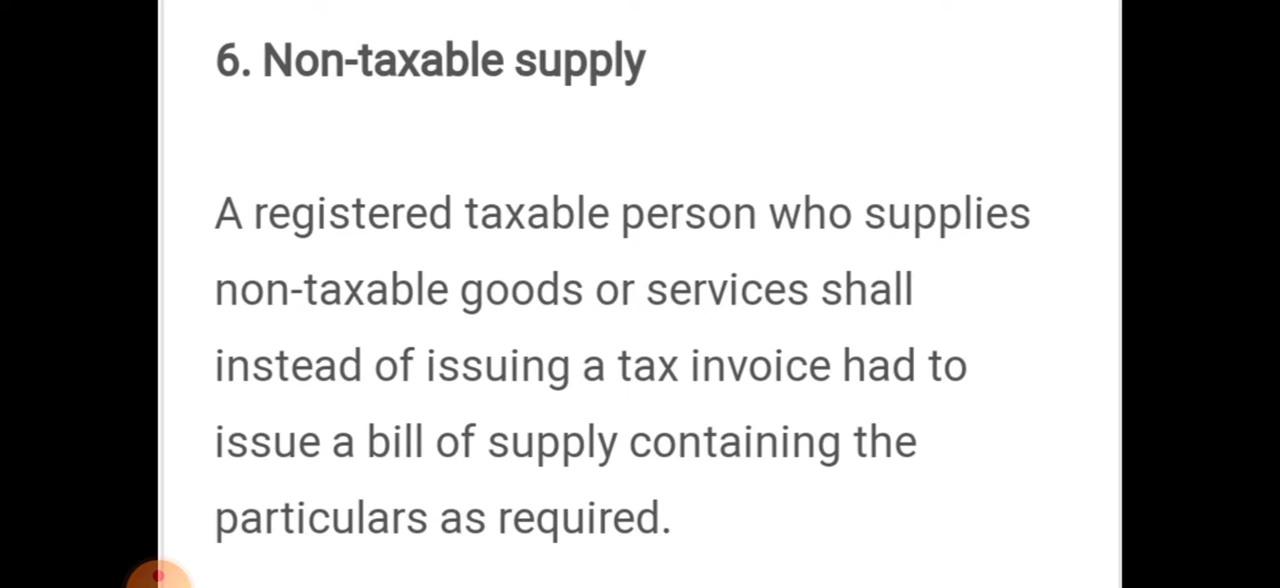 6. Non-taxable supply
A registered taxable person who supplies
non-taxable goods or services shall
instead of issuing a tax invoice had to
issue a bill of supply containing the
particulars as required.